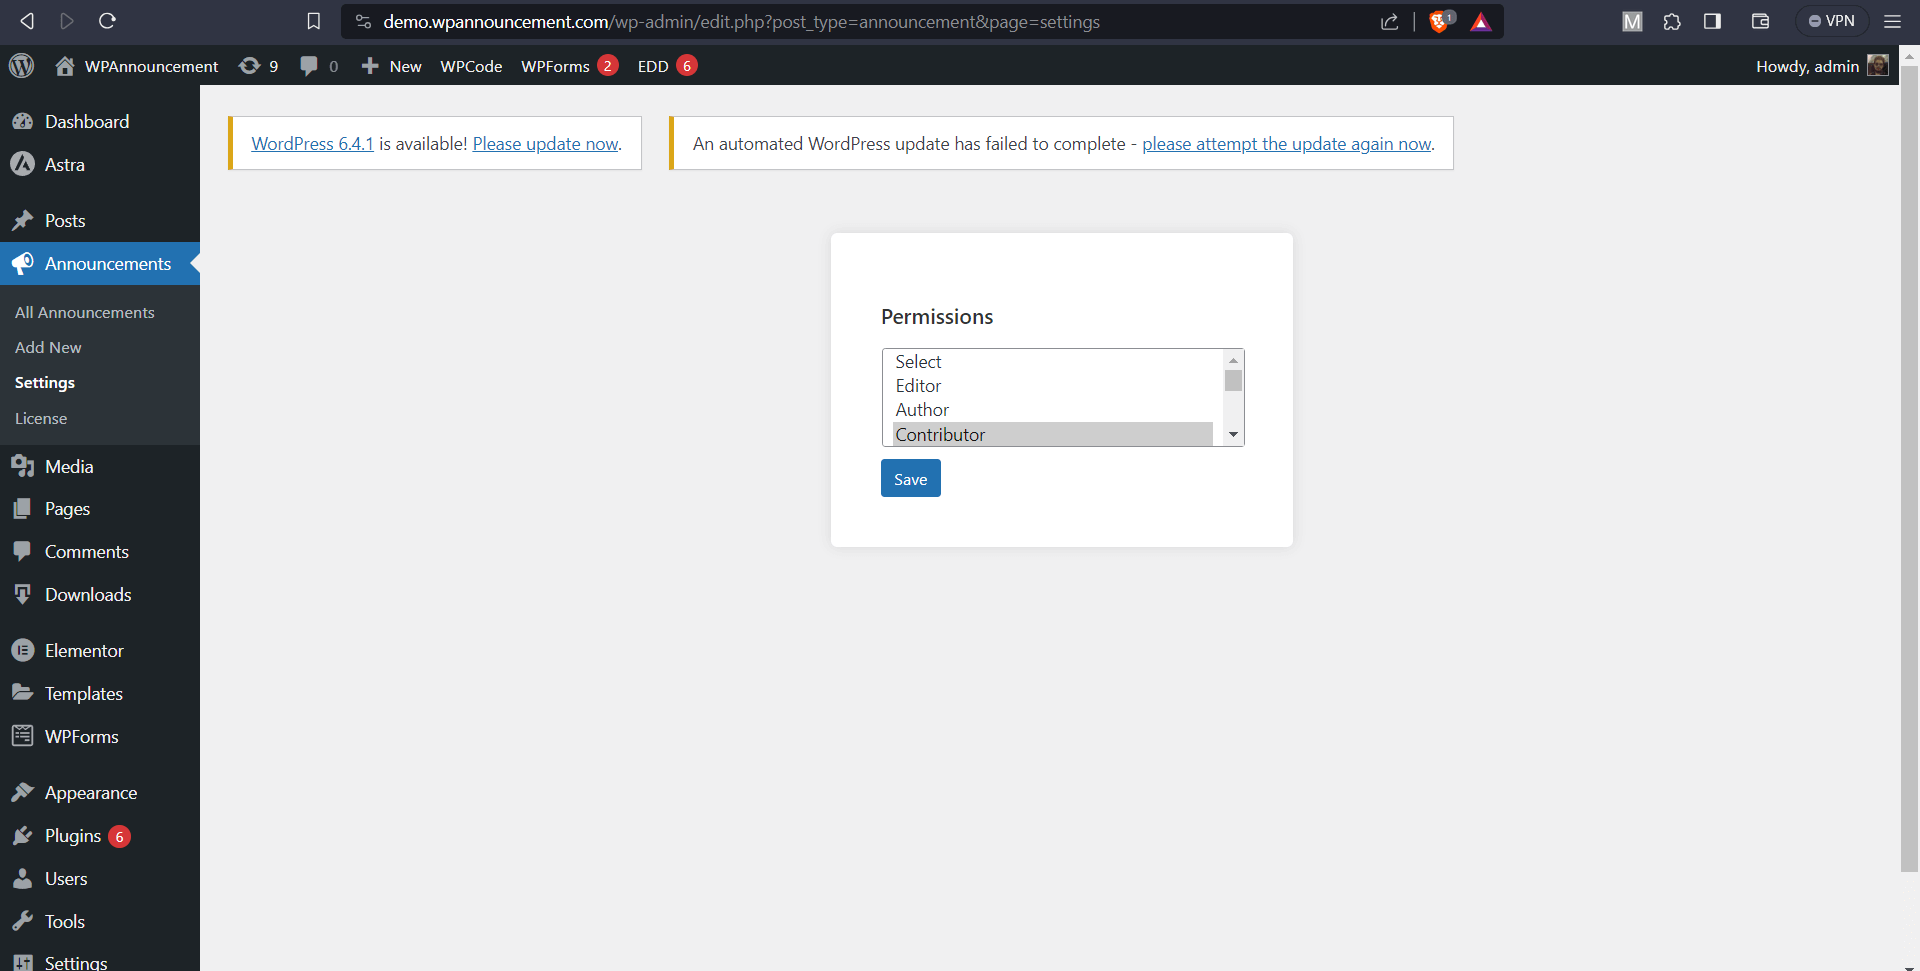 demo.wpannouncement.com/wp-admin/edit.php?post_type=announcement&page=settings
1
M
VPN
WPAnnouncement
9
0
New
WPCode
WPForms 2
EDD 6
Howdy, admin
Dashboard
Astra
Posts
Announcements
All Announcements
Add New
Settings
License
Media
Pages
Comments
Downloads
Elementor
Templates
WPForms
Appearance
Plugins 6
Users
Tools
Settings
WordPress 6.4.1 is available! Please update now.
An automated WordPress update has failed to complete - please attempt the update again now.
Permissions
Select
Editor
Author
Contributor
Save